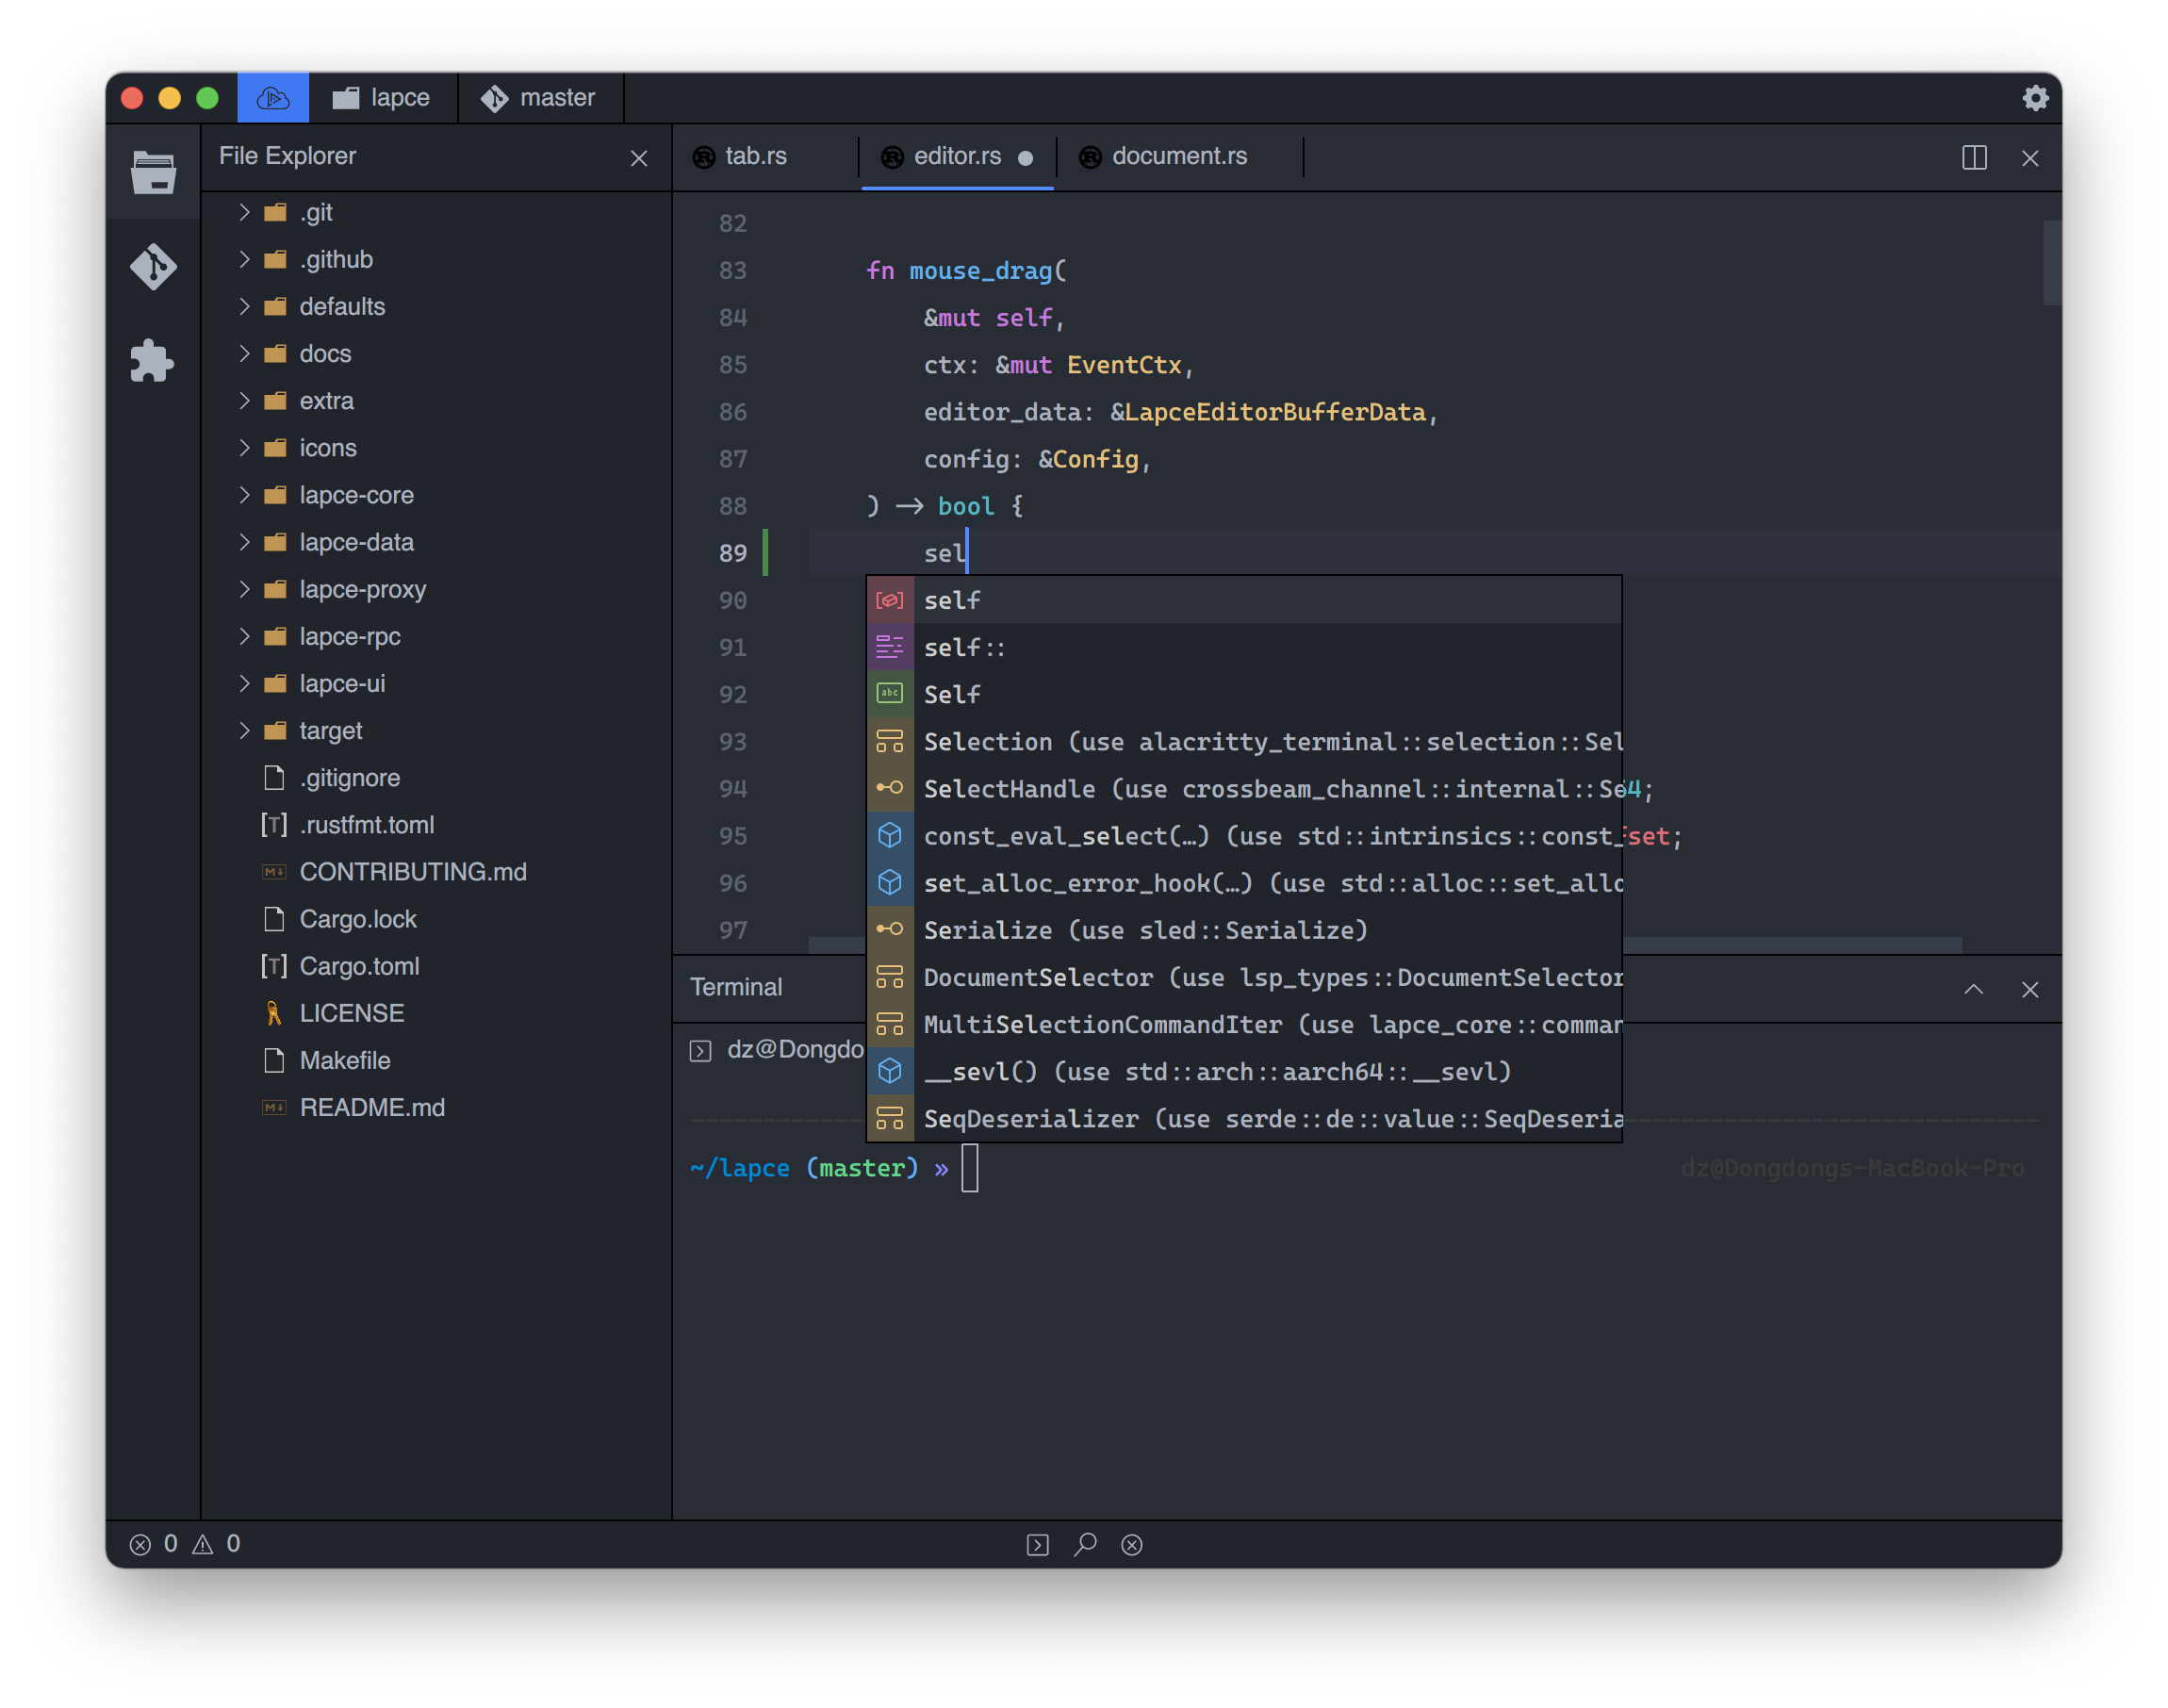 lapce master
File Explorer
.git
.github
defaults
docs
extra
icons
lapce-core
lapce-data
lapce-proxy
lapce-rpc
lapce-ui
target
.gitignore
[T] .rustfmt.toml
M↓ CONTRIBUTING.md
Cargo.lock
[T] Cargo.toml
LICENSE
Makefile
M↓ README.md
tab.rs editor.rs document.rs
82
83 fn mouse_drag(
84 &mut self,
85 ctx: &mut EventCtx,
86 editor_data: &LapceEditorBufferData,
87 config: &Config,
88 ) -> bool {
89 sel
90
91
92
93
94 64;
95 set;
96
97
self
self::
abc Self
Selection (use alacritty_terminal::selection::Sel
SelectHandle (use crossbeam_channel::internal::Se
const_eval_select(…) (use std::intrinsics::const_
set_alloc_error_hook(…) (use std::alloc::set_allo
Serialize (use sled::Serialize)
DocumentSelector (use lsp_types::DocumentSelector
MultiSelectionCommandIter (use lapce_core::comman
__sevl() (use std::arch::aarch64::__sevl)
SeqDeserializer (use serde::de::value::SeqDeseria
Terminal
dz@Dongdo
~/lapce (master) » dz@Dongdongs-MacBook-Pro
0 0